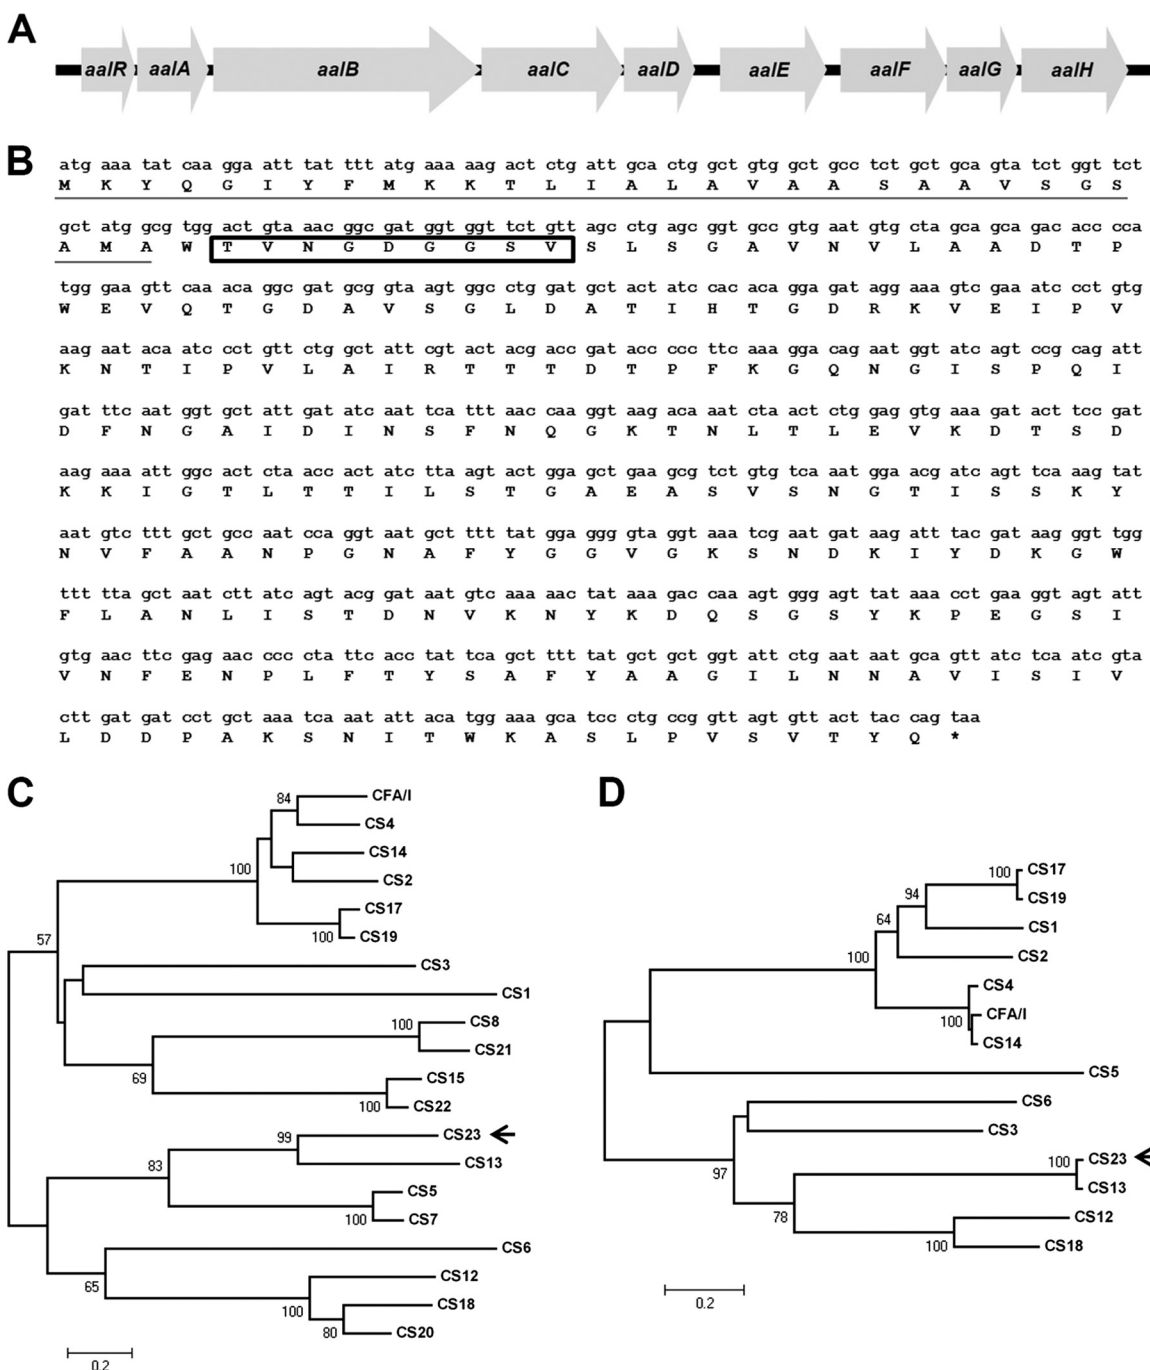 A
aalR aalA aalB aalC aalD aalE aalF aalG aalH
B
atg aaa tat caa gga att tat ttt atg aaa aag act ctg att gca ctg gct gtg gct gcc tct gct gca gta tct ggt tct
M K Y Q G I Y F M K K T L I A L A V A A S A A V S G S
gct atg gcg tgg act gta aac ggc gat ggt ggt tct gtt agc ctg agc ggt gcc gtg aat gtg cta gca gca gac acc cca
A M A W T V N G D G G S V S L S G A V N V L A A D T P
tgg gaa gtt caa aca ggc gat gcg gta agt ggc ctg gat gct act atc cac aca gga gat agg aaa gtc gaa atc cct gtg
W E V Q T G D A V S G L D A T I H T G D R K V E I P V
aag aat aca atc cct gtt ctg gct att cgt act acg acc gat acc ccc ttc aaa gga cag aat ggt atc agt ccg cag att
K N T I P V L A I R T T T D T P F K G Q N G I S P Q I
gat ttc aat ggt gct att gat atc aat tca ttt aac caa ggt aag aca aat cta act ctg gag gtg aaa gat act tcc gat
D F N G A I D I N S F N Q G K T N L T L E V K D T S D
aag aaa att ggc act cta acc act atc tta agt act gga gct gaa gcg tct gtg tca aat gga acg atc agt tca aag tat
K K I G T L T T I L S T G A E A S V S N G T I S S K Y
aat gtc ttt gct gcc aat cca ggt aat gct ttt tat gga ggg gta ggt aaa tcg aat gat aag att tac gat aag ggt tgg
N V F A A N P G N A F Y G G V G K S N D K I Y D K G W
ttt tta gct aat ctt atc agt acg gat aat gtc aaa aac tat aaa gac caa agt ggg agt tat aaa cct gaa ggt agt att
F L A N L I S T D N V K N Y K D Q S G S Y K P E G S I
gtg aac ttc gag aac ccc cta ttc acc tat tca gct ttt tat gct gct ggt att ctg aat aat gca gtt atc tca atc gta
V N F E N P L F T Y S A F Y A A G I L N N A V I S I V
ctt gat gat cct gct aaa tca aat att aca tgg aaa gca tcc ctg ccg gtt agt gtt act tac cag taa
L D D P A K S N I T W K A S L P V S V T Y Q *
C
84
CFA/I
CS4
100
CS14
CS2
CS17
100
CS19
57
CS3
CS1
CS8
100
CS21
69
CS15
100
CS22
99
CS23
83
CS13
CS5
100
CS7
CS6
65
CS12
100
CS18
80
CS20
0.2
D
100
CS17
94
CS19
64
CS1
100
CS2
CS4
CFA/I
100
CS14
CS5
CS6
CS3
97
100
CS23
CS13
78
CS12
100
CS18
0.2